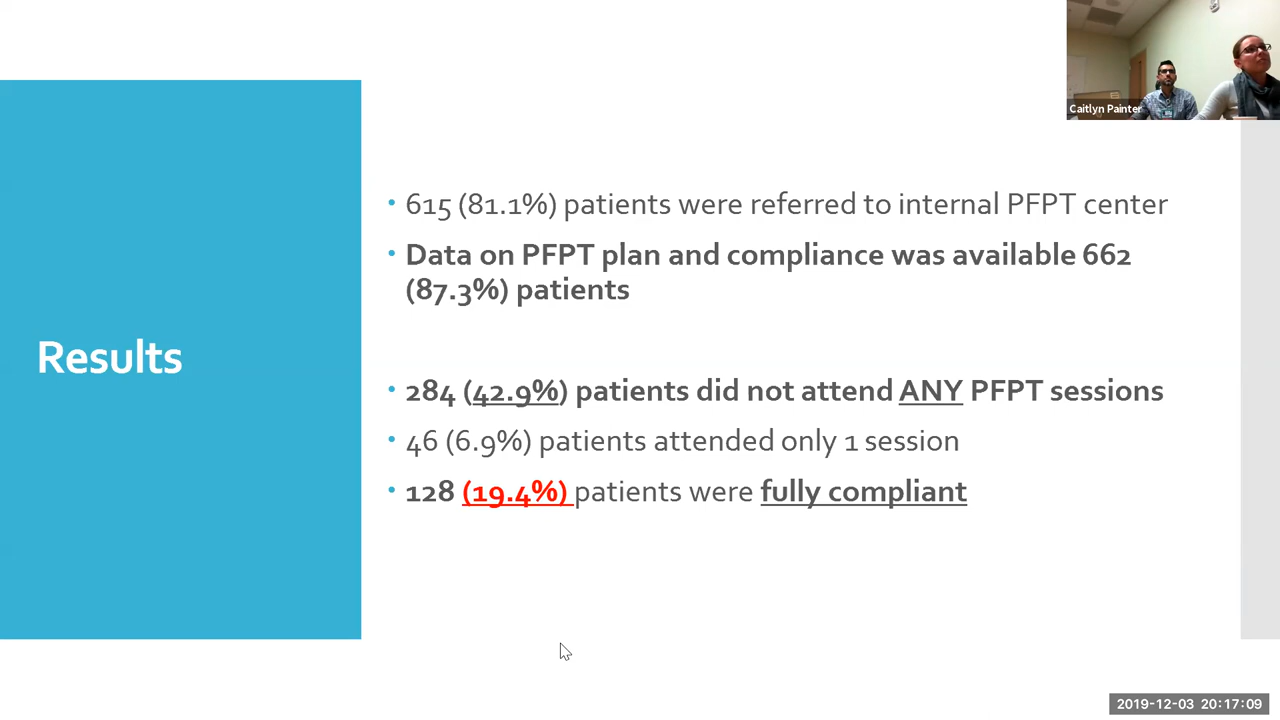 Caitlyn Painter
Results
• 615 (81.1%) patients were referred to internal PFPT center
• Data on PFPT plan and compliance was available 662
(87.3%) patients
• 284 (42.9%) patients did not attend ANY PFPT sessions
• 46 (6.9%) patients attended only 1 session
• 128 (19.4%) patients were fully compliant
2019-12-03 20:17:09